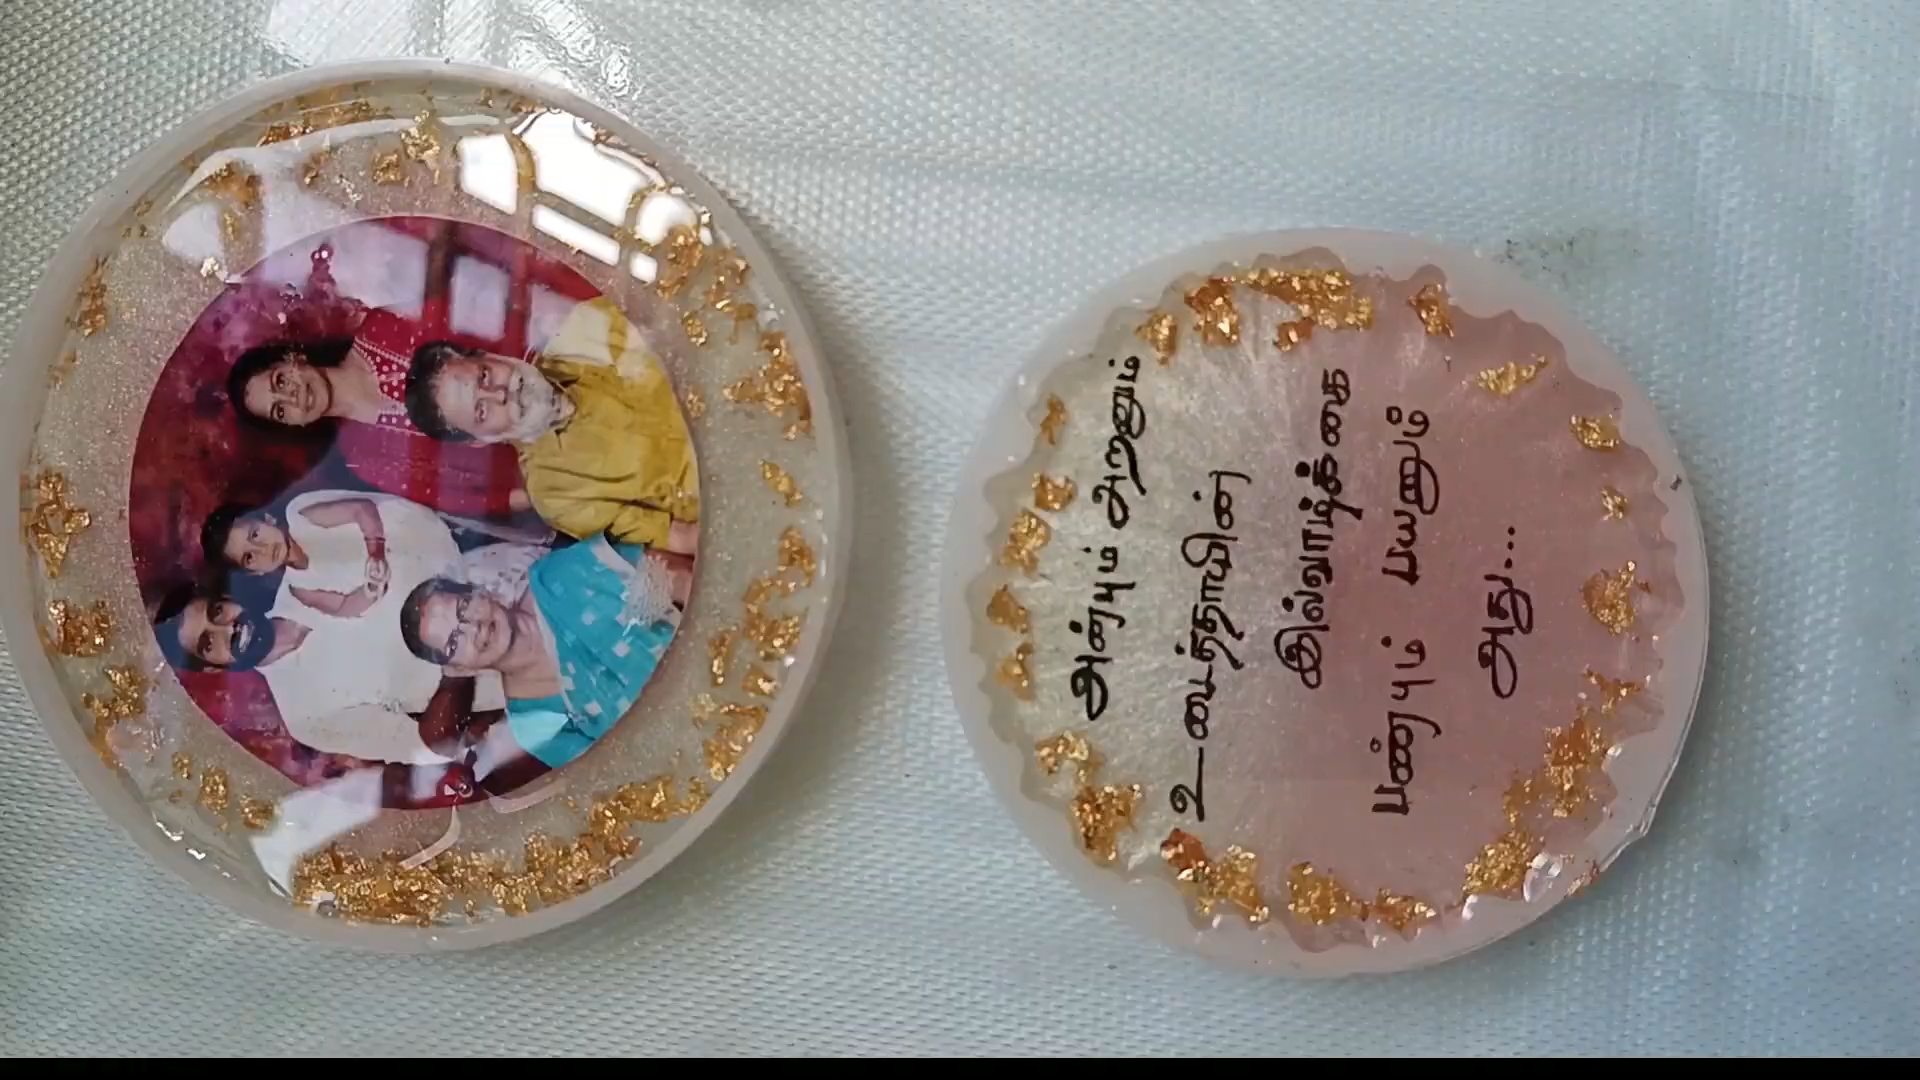 அன்பும் அறனும்
உடைத்தாயின்
இல்வாழ்க்கை
பண்பும் பயனும்
அது...